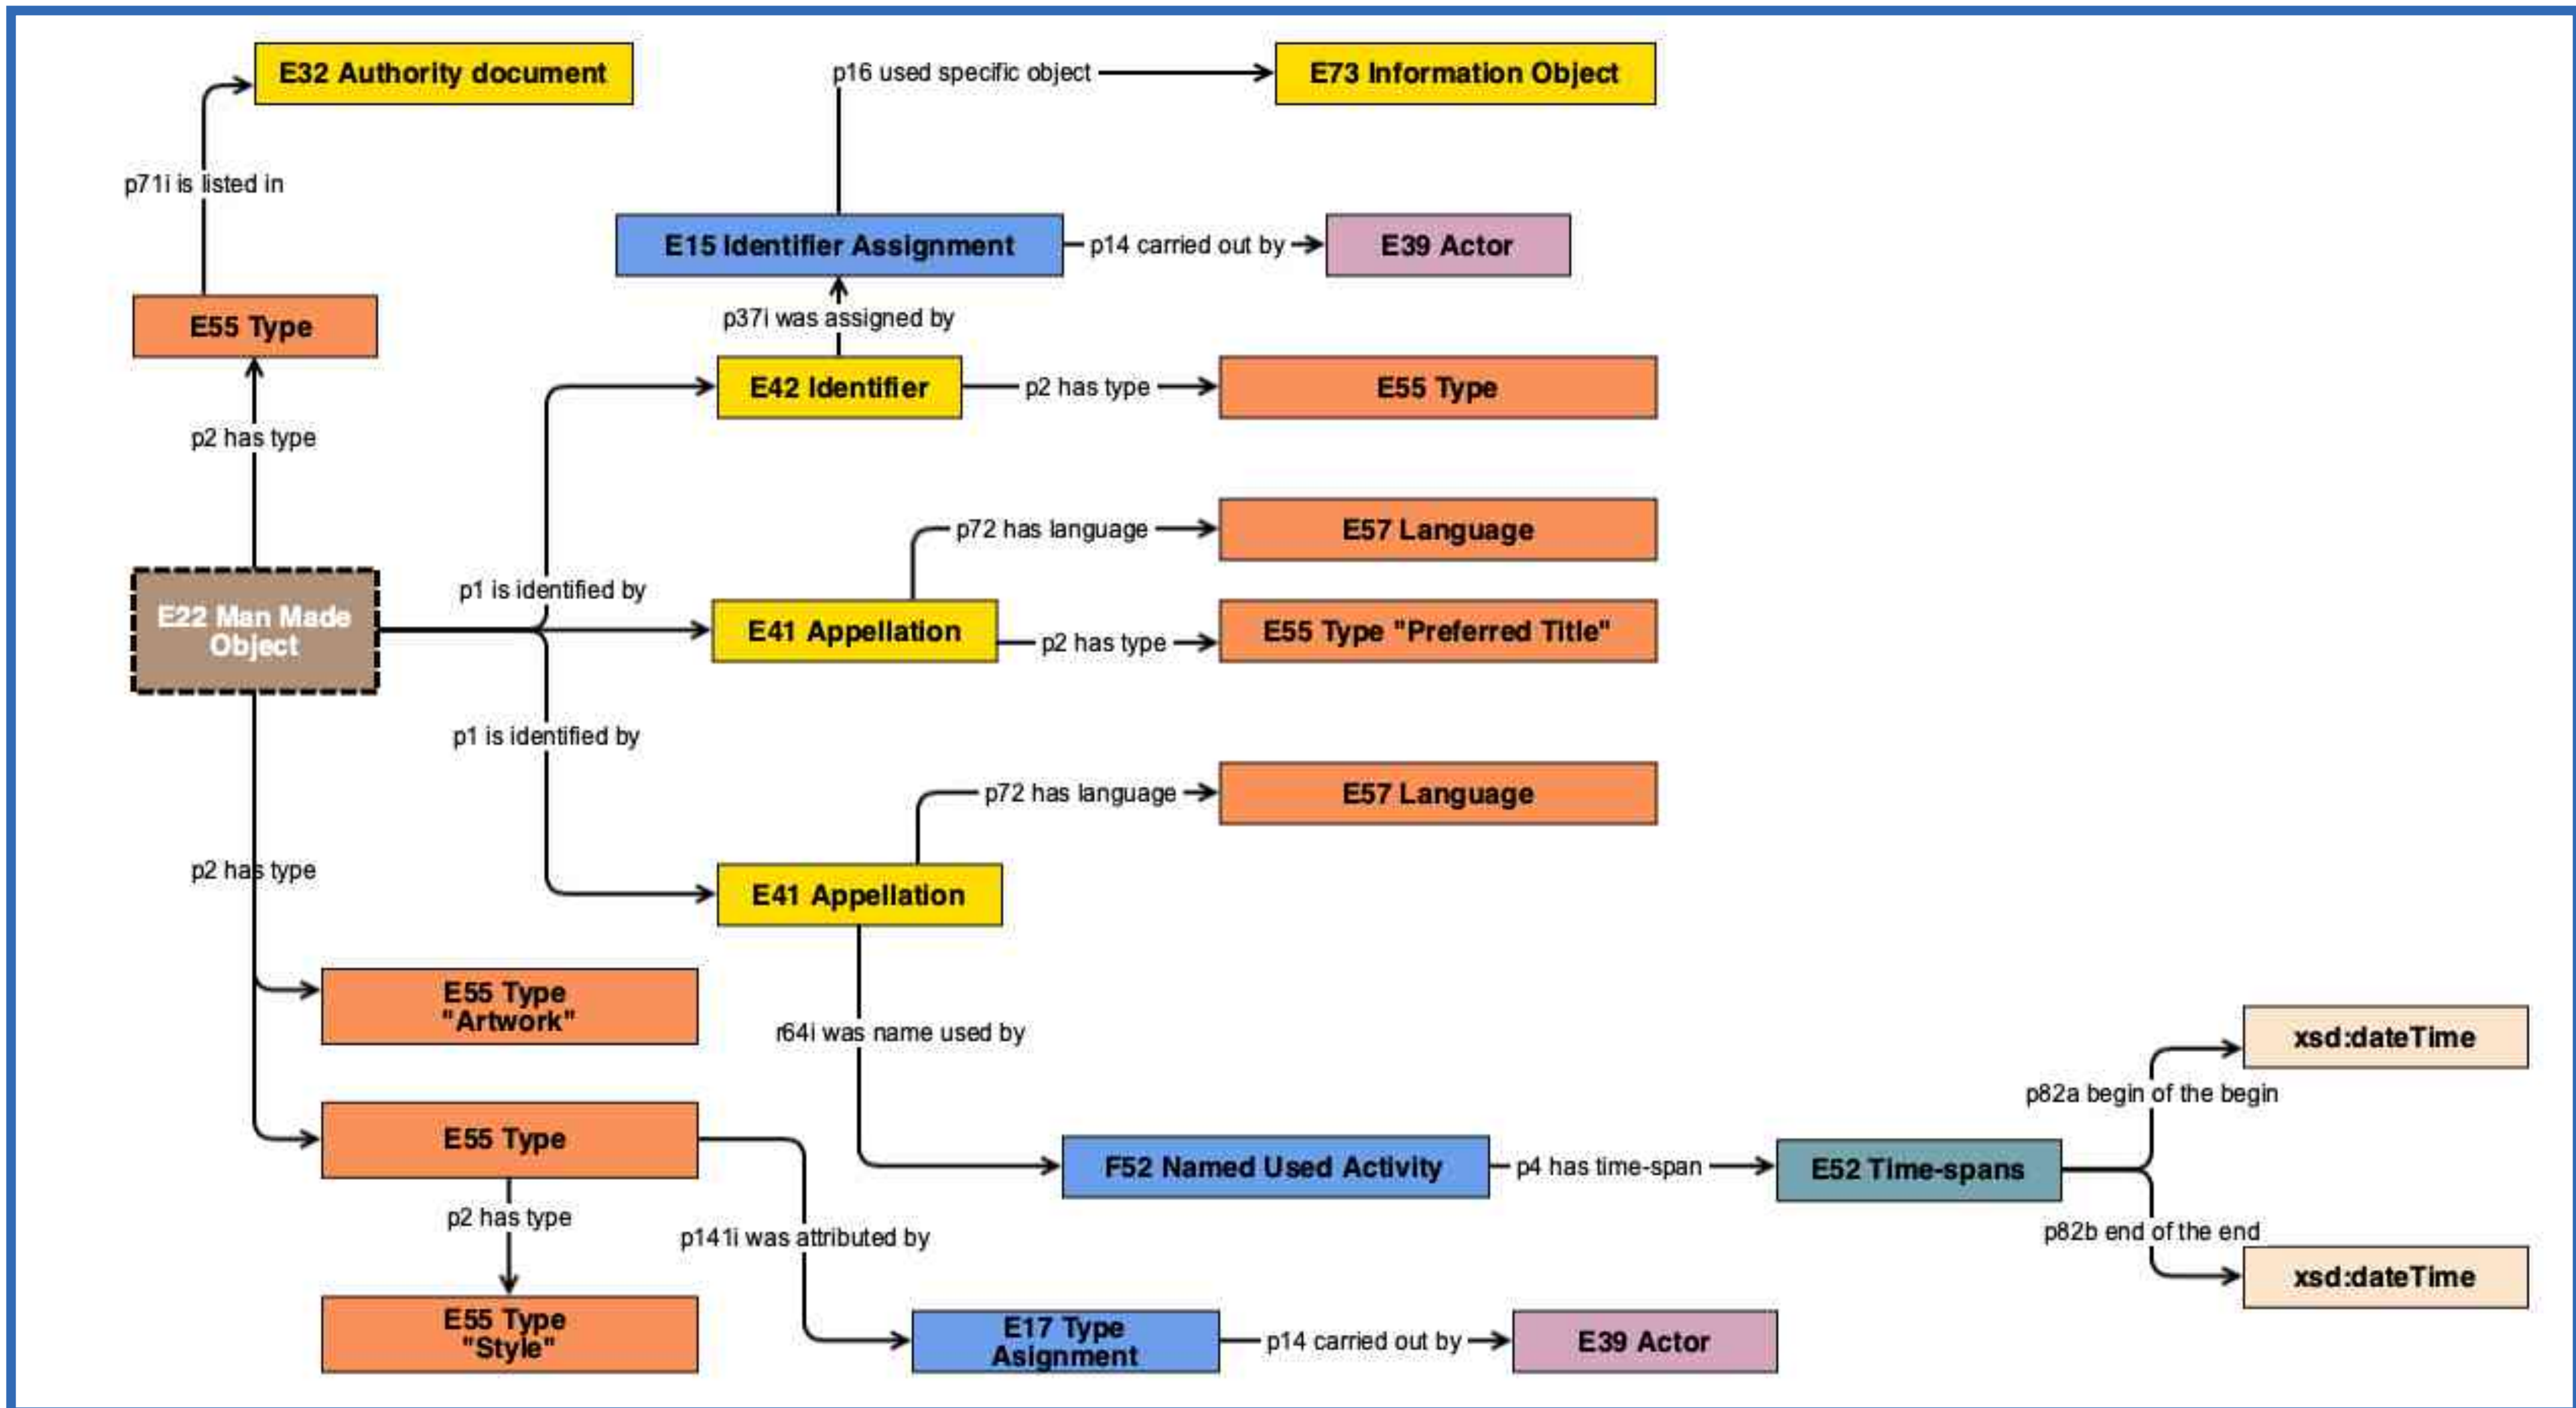 E32 Authority document
p16 used specific object
E73 Information Object
p71i is listed in
E15 Identifier Assignment
p14 carried out by
E39 Actor
p37i was assigned by
E55 Type
E42 Identifier
p2 has type
E55 Type
p2 has type
p72 has language
E57 Language
p1 is identified by
E22 Man Made
Object
E41 Appellation
p2 has type
E55 Type "Preferred Title"
p1 is identified by
p72 has language
E57 Language
p2 has type
E41 Appellation
E55 Type
"Artwork"
r64i was name used by
xsd:dateTime
p82a begin of the begin
E55 Type
F52 Named Used Activity
p4 has time-span
E52 Time-spans
p2 has type
p141i was attributed by
p82b end of the end
xsd:dateTime
E55 Type
"Style"
E17 Type
Asignment
p14 carried out by
E39 Actor